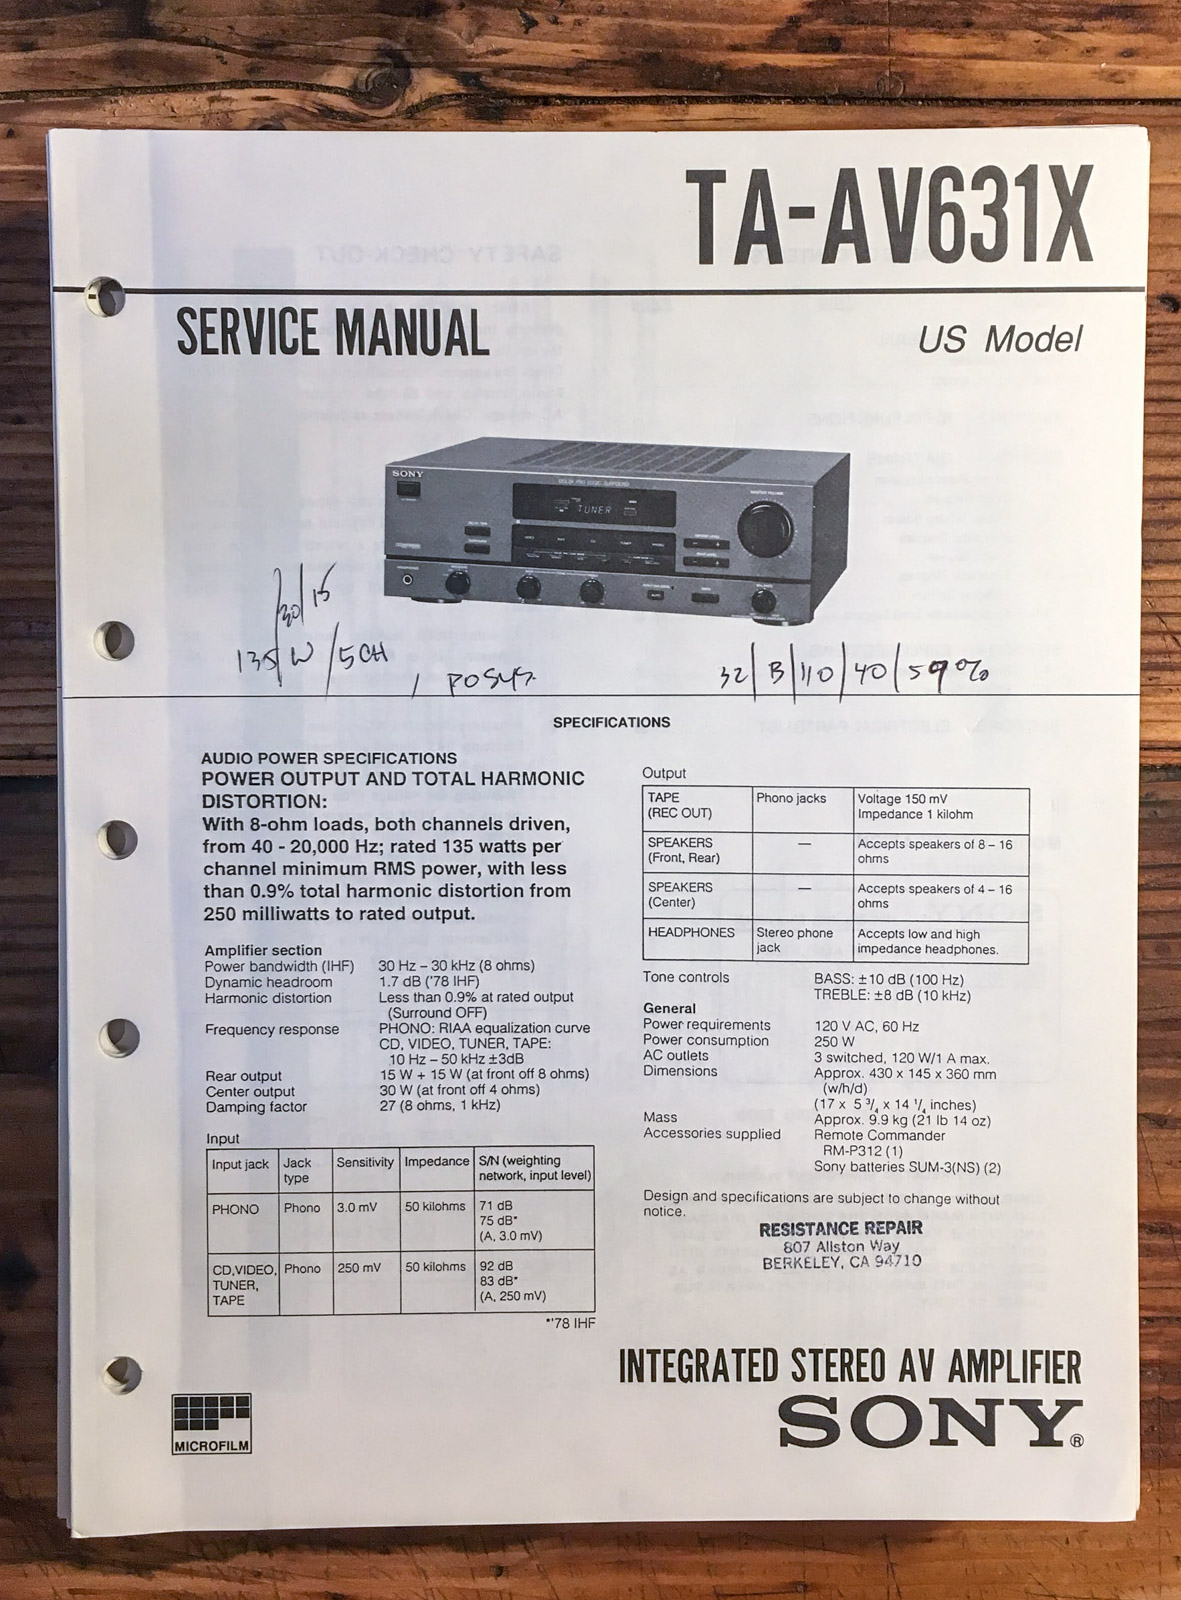 TA-AV631X
SERVICE MANUAL
US Model
SONY
DOLBY PRO LOGIC SURROUND
TUNER
30/15
135/W/5CH
32/B/110/40/59%
SPECIFICATIONS
AUDIO POWER SPECIFICATIONS
POWER OUTPUT AND TOTAL HARMONIC
DISTORTION:
With 8-ohm loads, both channels driven,
from 40 - 20,000 Hz; rated 135 watts per
channel minimum RMS power, with less
than 0.9% total harmonic distortion from
250 milliwatts to rated output.
Amplifier section
Power bandwidth (IHF) 30 Hz – 30 kHz (8 ohms)
Dynamic headroom 1.7 dB ('78 IHF)
Harmonic distortion Less than 0.9% at rated output
(Surround OFF)
Frequency response PHONO: RIAA equalization curve
CD, VIDEO, TUNER, TAPE:
10 Hz – 50 kHz ±3dB
Rear output 15 W + 15 W (at front off 8 ohms)
Center output 30 W (at front off 4 ohms)
Damping factor 27 (8 ohms, 1 kHz)
Input
Input jack Jack type Sensitivity Impedance S/N (weighting network, input level)
PHONO Phono 3.0 mV 50 kilohms 71 dB
75 dB*
(A, 3.0 mV)
CD,VIDEO, Phono 250 mV 50 kilohms 92 dB
TUNER, 83 dB*
TAPE (A, 250 mV)
*'78 IHF
Output
TAPE Phono jacks Voltage 150 mV
(REC OUT) Impedance 1 kilohm
SPEAKERS — Accepts speakers of 8 – 16
(Front, Rear) ohms
SPEAKERS — Accepts speakers of 4 – 16
(Center) ohms
HEADPHONES Stereo phone Accepts low and high
jack impedance headphones.
Tone controls BASS: ±10 dB (100 Hz)
TREBLE: ±8 dB (10 kHz)
General
Power requirements 120 V AC, 60 Hz
Power consumption 250 W
AC outlets 3 switched, 120 W/1 A max.
Dimensions Approx. 430 x 145 x 360 mm
(w/h/d)
(17 x 5 3/4 x 14 1/4 inches)
Mass Approx. 9.9 kg (21 lb 14 oz)
Accessories supplied Remote Commander
RM-P312 (1)
Sony batteries SUM-3(NS) (2)
Design and specifications are subject to change without
notice.
RESISTANCE REPAIR
807 Allston Way
BERKELEY, CA 94710
INTEGRATED STEREO AV AMPLIFIER
SONY®
MICROFILM